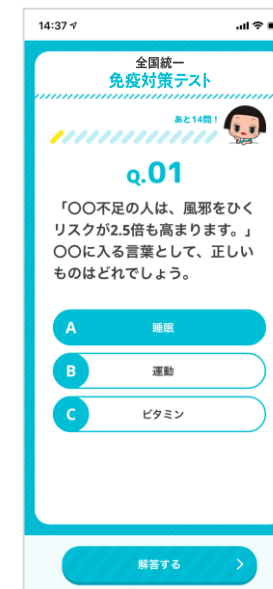 14:37
全国統一
免疫対策テスト
あと14問！
Q.01
「〇〇不足の人は、風邪をひく
リスクが2.5倍も高まります。」
〇〇に入る言葉として、正しい
ものはどれでしょう。
A 睡眠
B 運動
C ビタミン
解答する